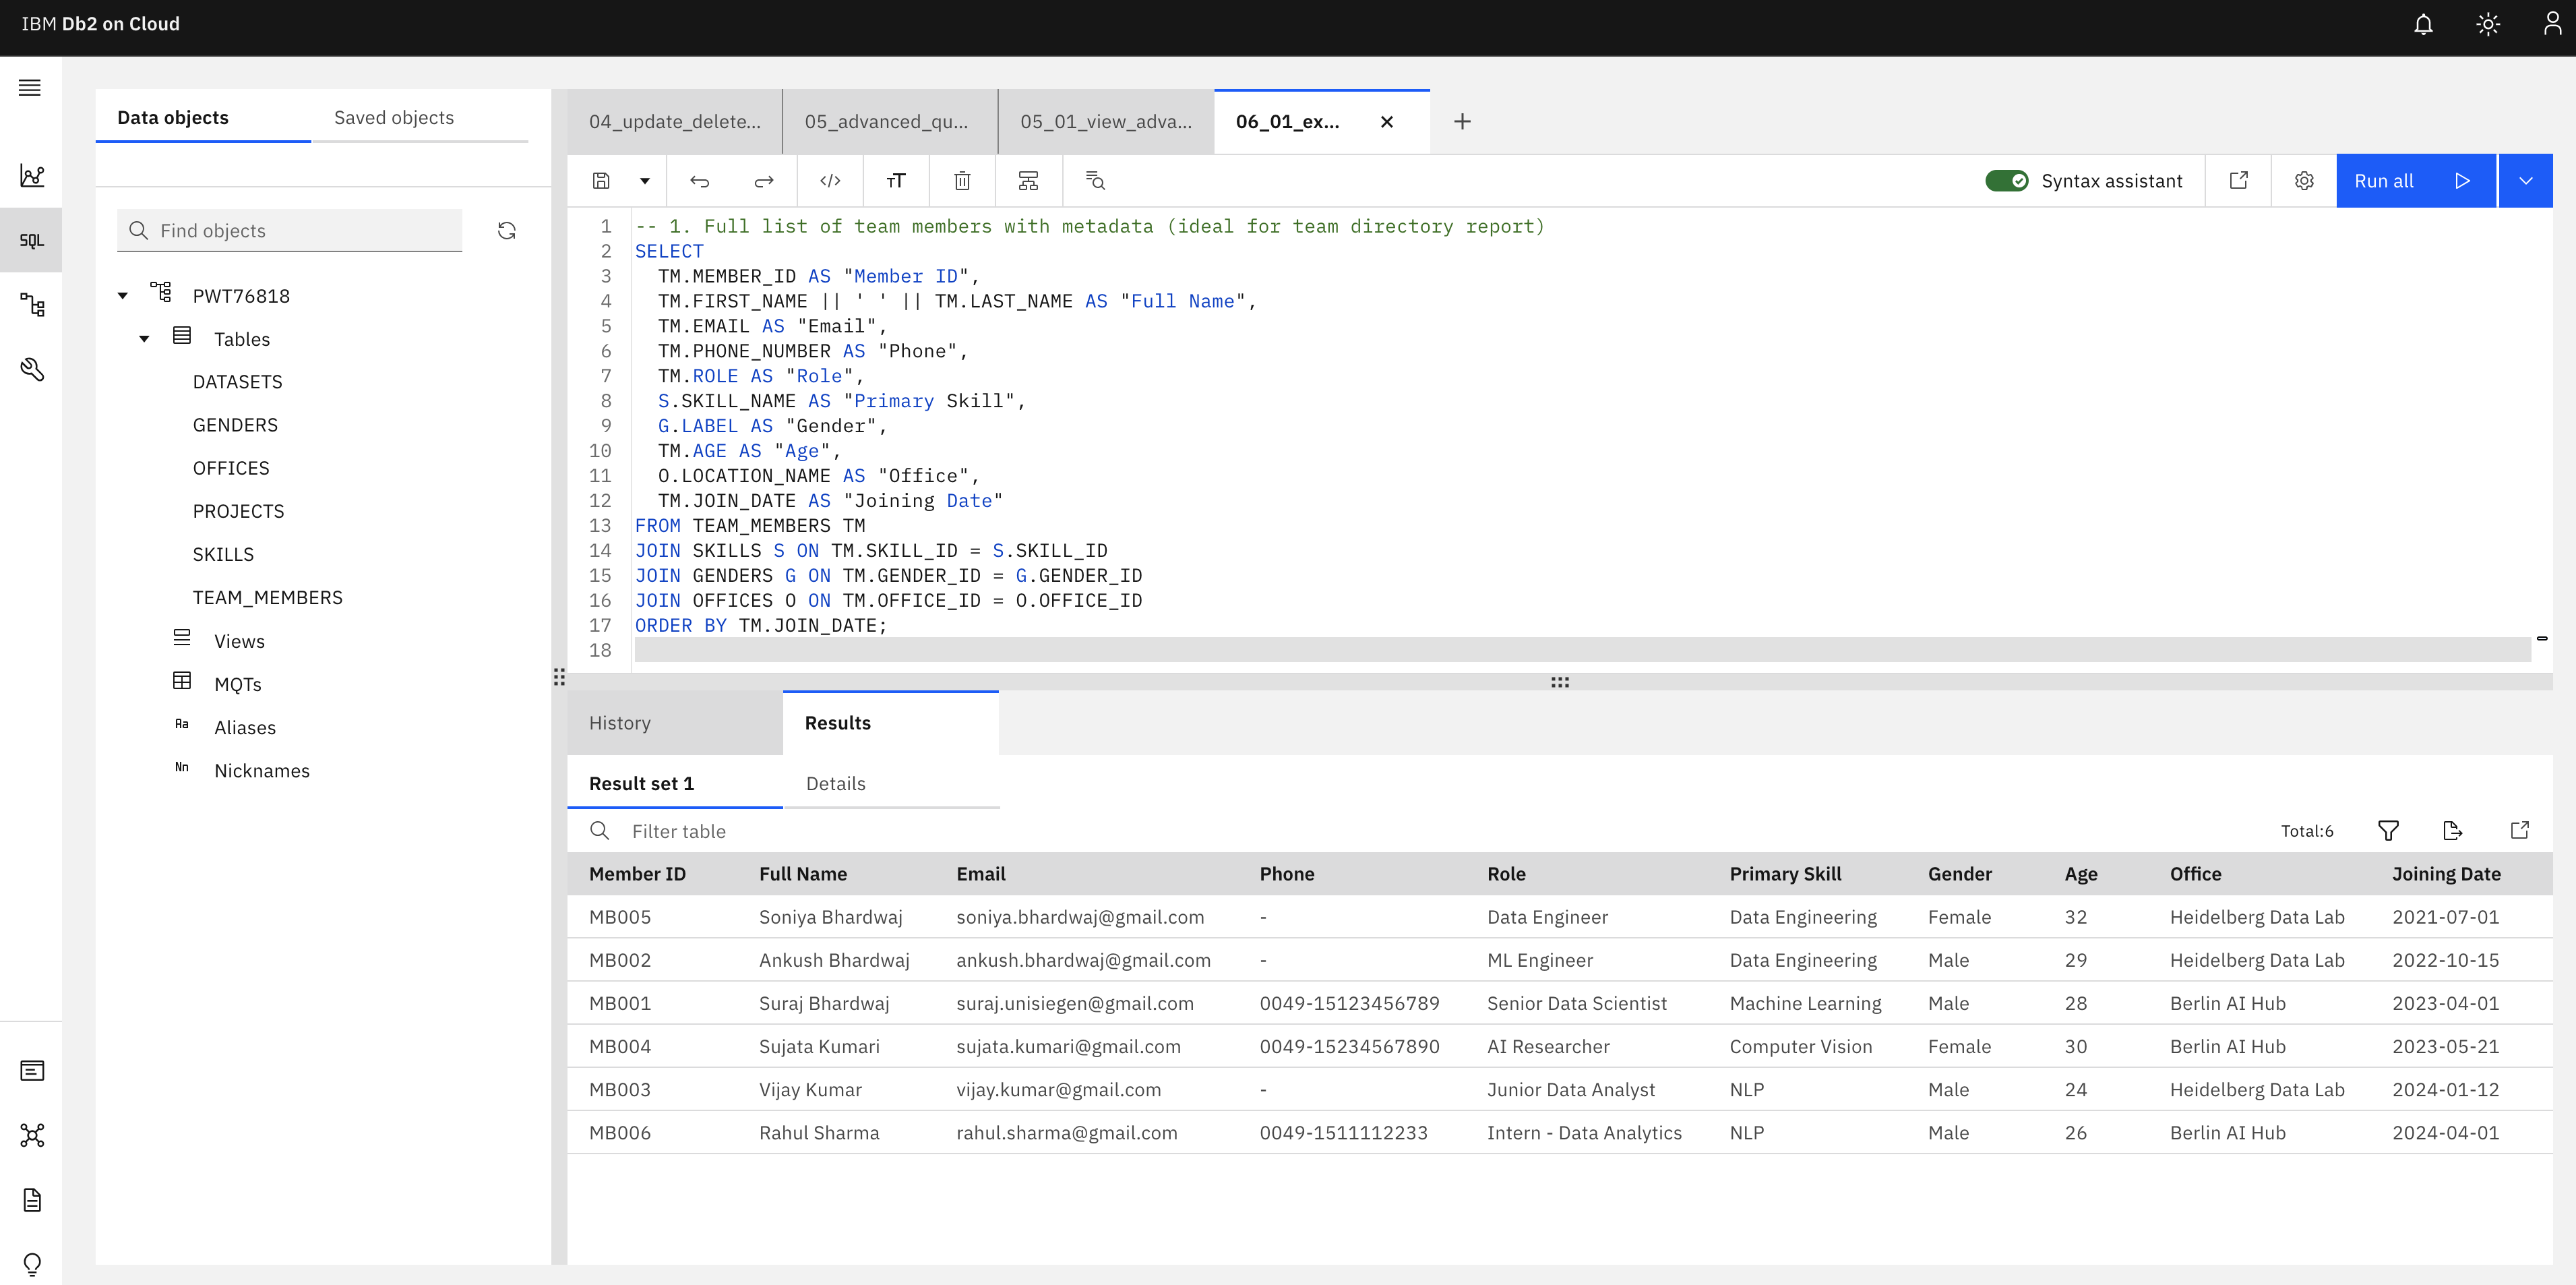 IBM Db2 on Cloud
Data objects
Saved objects
Find objects
PWT76818
Tables
DATASETS
GENDERS
OFFICES
PROJECTS
SKILLS
TEAM_MEMBERS
Views
MQTs
Aa Aliases
Nn Nicknames
SQL
04_update_delete...
05_advanced_qu...
05_01_view_adva...
06_01_ex...
Syntax assistant
Run all
1 -- 1. Full list of team members with metadata (ideal for team directory report)
2 SELECT
3 TM.MEMBER_ID AS "Member ID",
4 TM.FIRST_NAME || ' ' || TM.LAST_NAME AS "Full Name",
5 TM.EMAIL AS "Email",
6 TM.PHONE_NUMBER AS "Phone",
7 TM.ROLE AS "Role",
8 S.SKILL_NAME AS "Primary Skill",
9 G.LABEL AS "Gender",
10 TM.AGE AS "Age",
11 O.LOCATION_NAME AS "Office",
12 TM.JOIN_DATE AS "Joining Date"
13 FROM TEAM_MEMBERS TM
14 JOIN SKILLS S ON TM.SKILL_ID = S.SKILL_ID
15 JOIN GENDERS G ON TM.GENDER_ID = G.GENDER_ID
16 JOIN OFFICES O ON TM.OFFICE_ID = O.OFFICE_ID
17 ORDER BY TM.JOIN_DATE;
18
History
Results
Result set 1
Details
Filter table
Total:6
Member ID Full Name Email Phone Role Primary Skill Gender Age Office Joining Date
MB005 Soniya Bhardwaj soniya.bhardwaj@gmail.com - Data Engineer Data Engineering Female 32 Heidelberg Data Lab 2021-07-01
MB002 Ankush Bhardwaj ankush.bhardwaj@gmail.com - ML Engineer Data Engineering Male 29 Heidelberg Data Lab 2022-10-15
MB001 Suraj Bhardwaj suraj.unisiegen@gmail.com 0049-15123456789 Senior Data Scientist Machine Learning Male 28 Berlin AI Hub 2023-04-01
MB004 Sujata Kumari sujata.kumari@gmail.com 0049-15234567890 AI Researcher Computer Vision Female 30 Berlin AI Hub 2023-05-21
MB003 Vijay Kumar vijay.kumar@gmail.com - Junior Data Analyst NLP Male 24 Heidelberg Data Lab 2024-01-12
MB006 Rahul Sharma rahul.sharma@gmail.com 0049-1511112233 Intern - Data Analytics NLP Male 26 Berlin AI Hub 2024-04-01